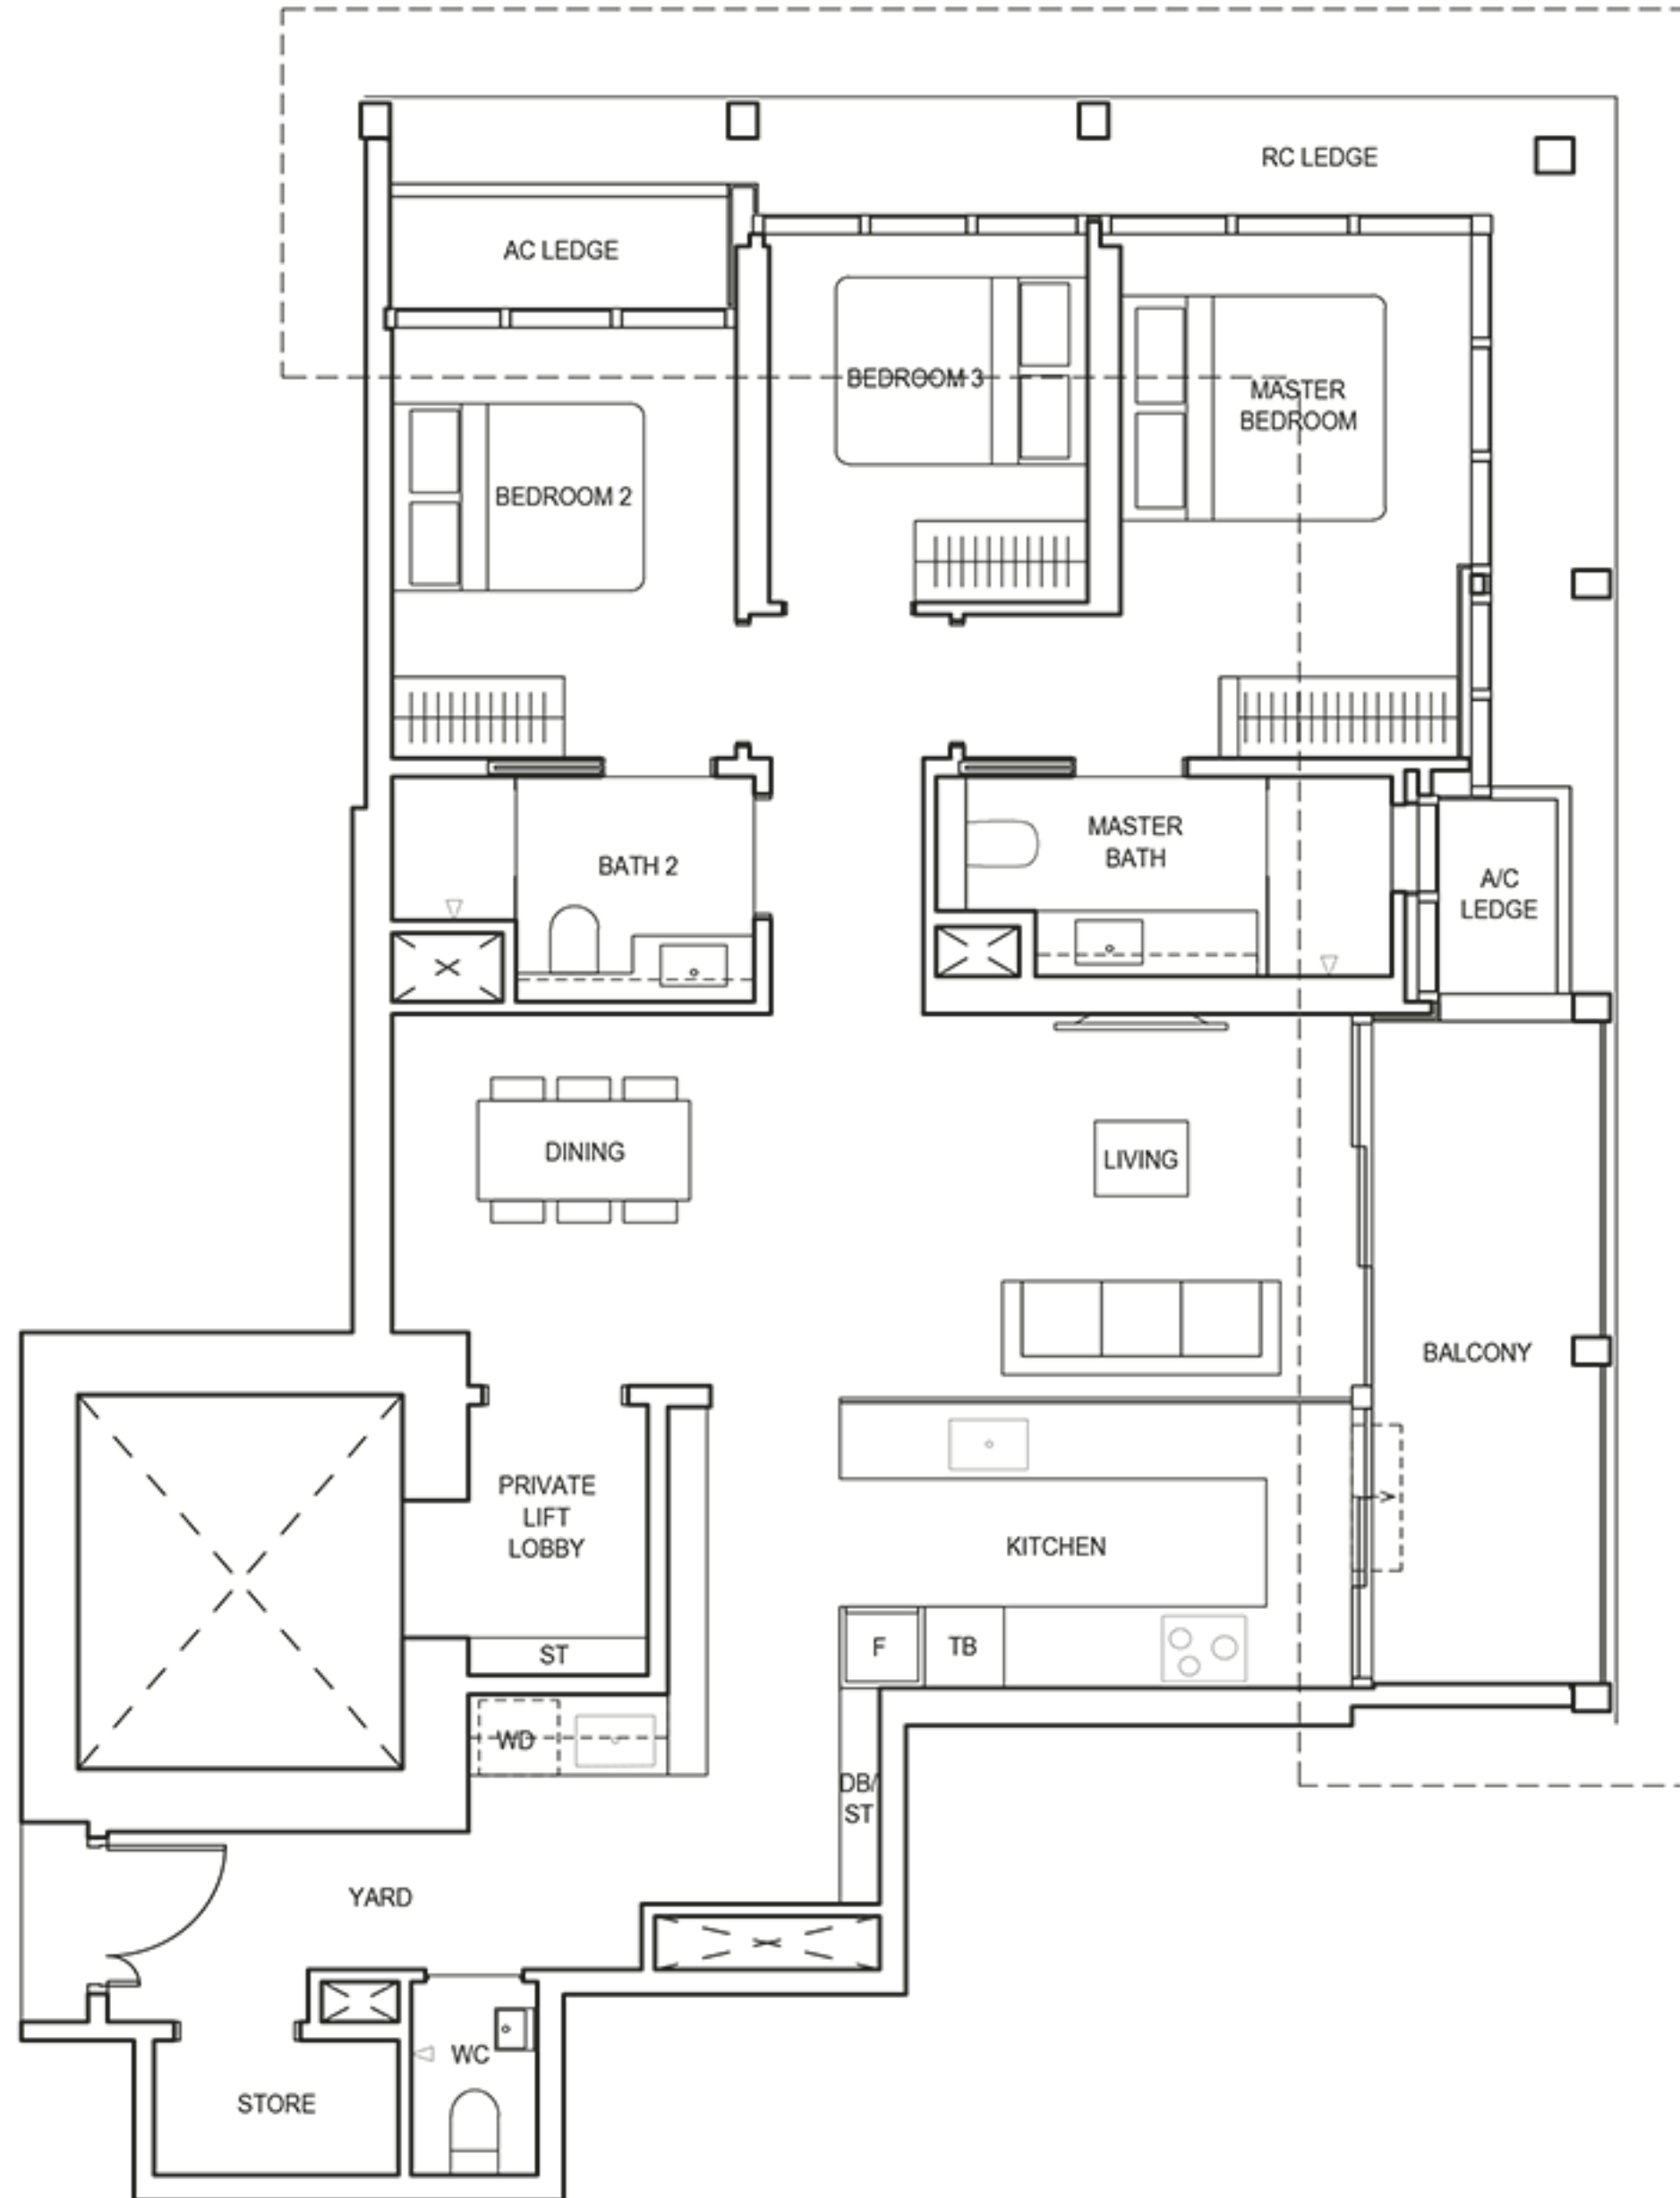 RC LEDGE
AC LEDGE
BEDROOM 3
MASTER
BEDROOM
BEDROOM 2
MASTER
BATH
BATH 2
A/C
LEDGE
DINING
LIVING
BALCONY
PRIVATE
LIFT
LOBBY
KITCHEN
ST
F
TB
WD
DB/
ST
YARD
WC
STORE